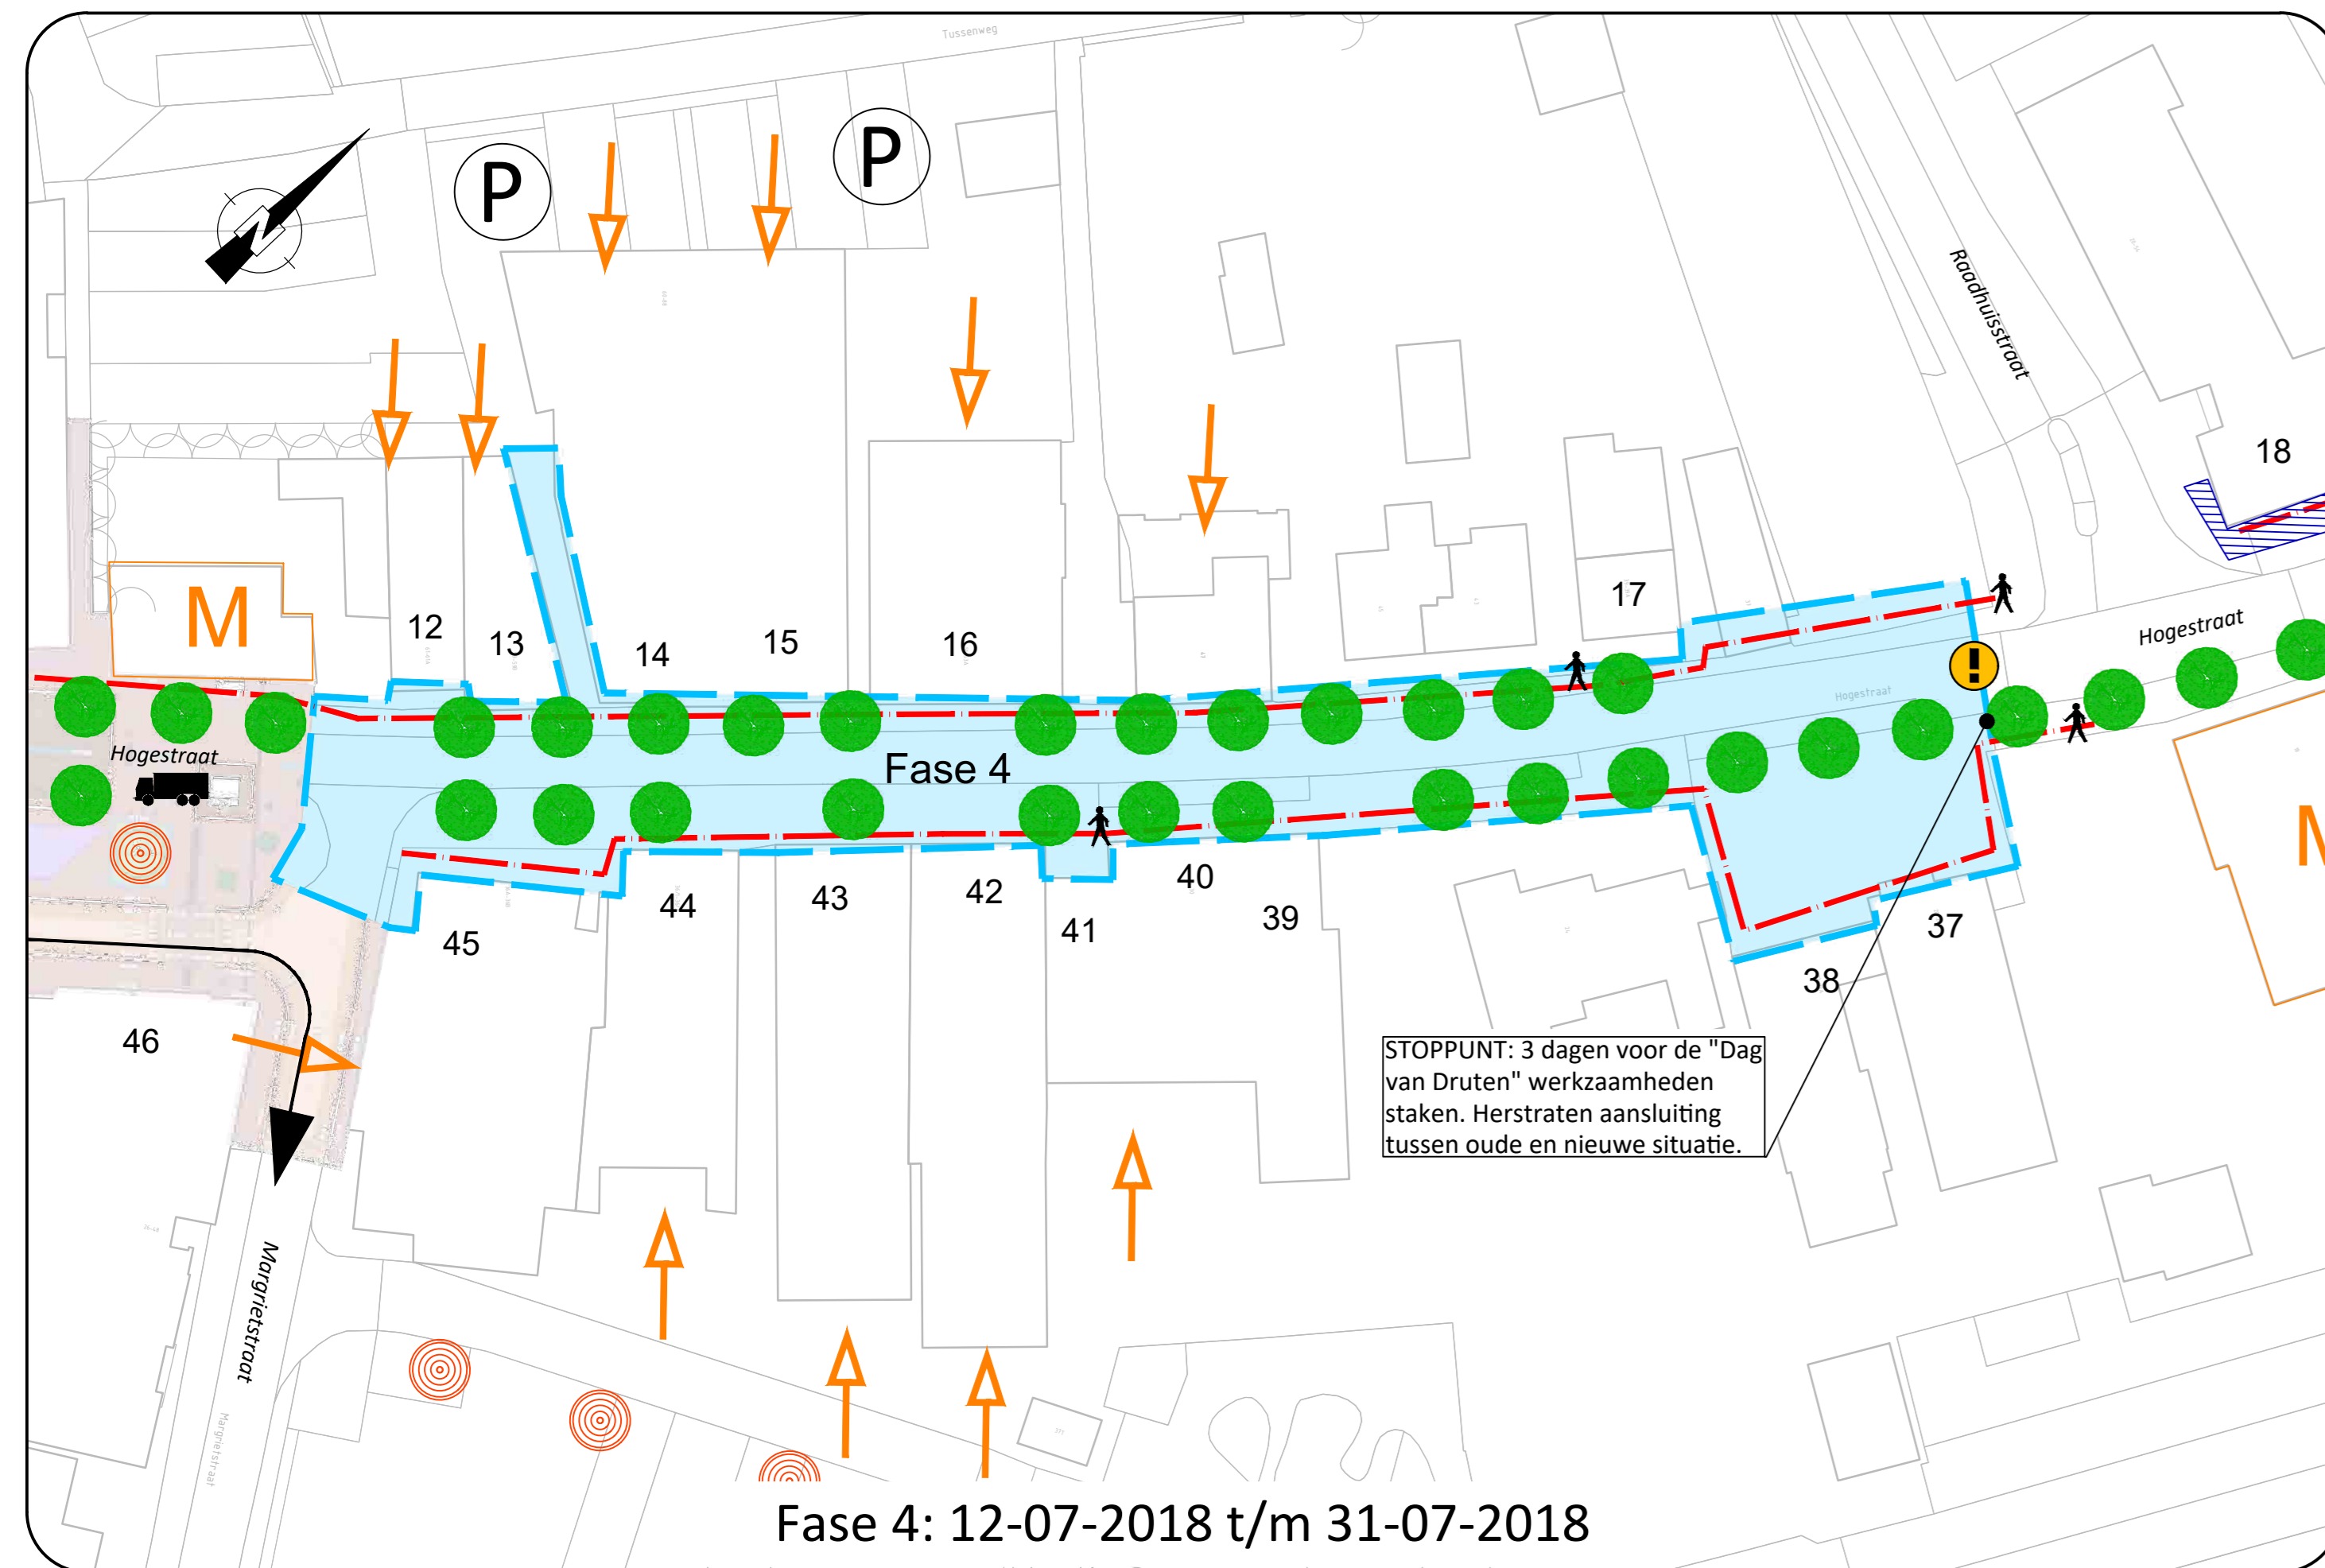 Tussenweg
P
P
Raadhuisstraat
18
M
12
13
14
15
16
17
Hogestraat
Hogestraat
Hogestraat
Fase 4
!
45
44
43
42
41
40
39
38
37
46
STOPPUNT: 3 dagen voor de "Dag
van Druten" werkzaamheden
staken. Herstraten aansluiting
tussen oude en nieuwe situatie.
Margrietstraat
Margrietstraat
Fase 4: 12-07-2018 t/m 31-07-2018